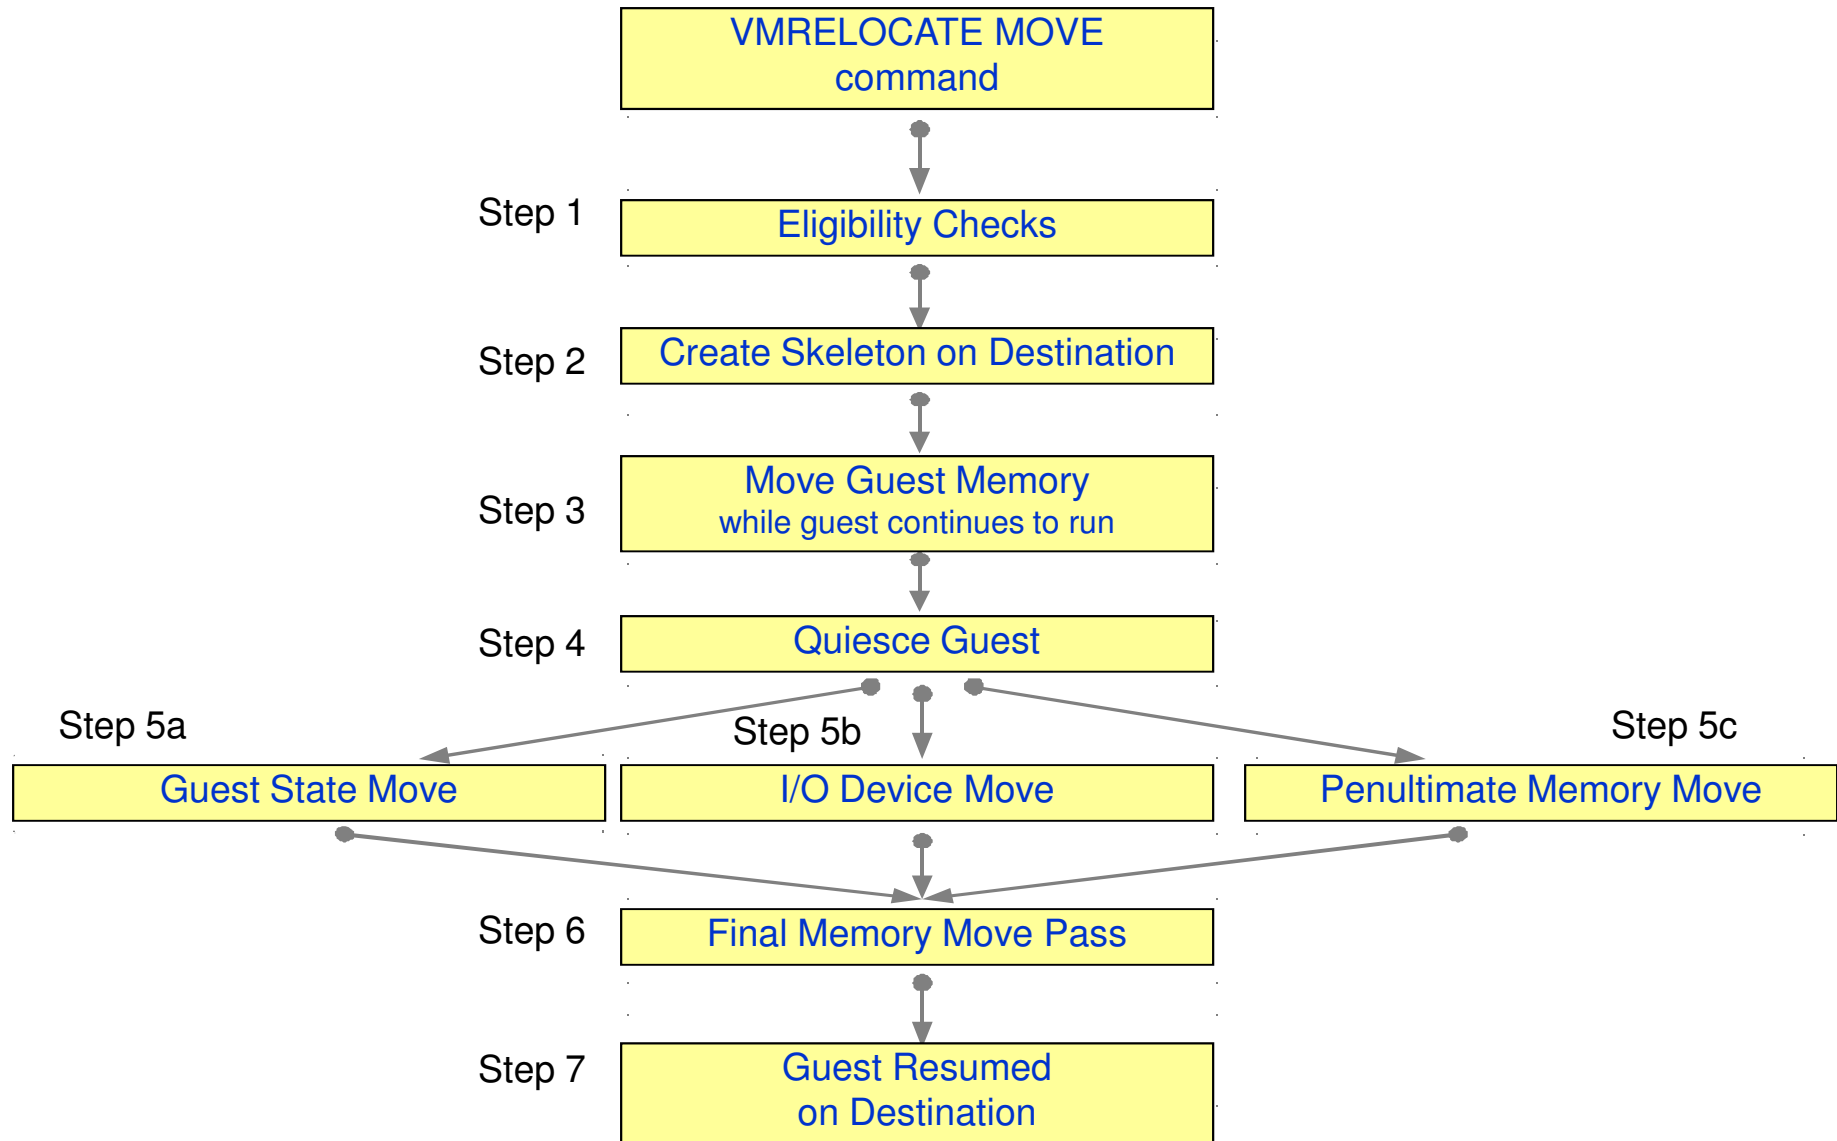 VMRELOCATE MOVE
command
Step 1
Eligibility Checks
Step 2
Create Skeleton on Destination
Step 3
Move Guest Memory
while guest continues to run
Step 4
Quiesce Guest
Step 5a
Step 5b
Step 5c
Guest State Move
I/O Device Move
Penultimate Memory Move
Step 6
Final Memory Move Pass
Step 7
Guest Resumed
on Destination